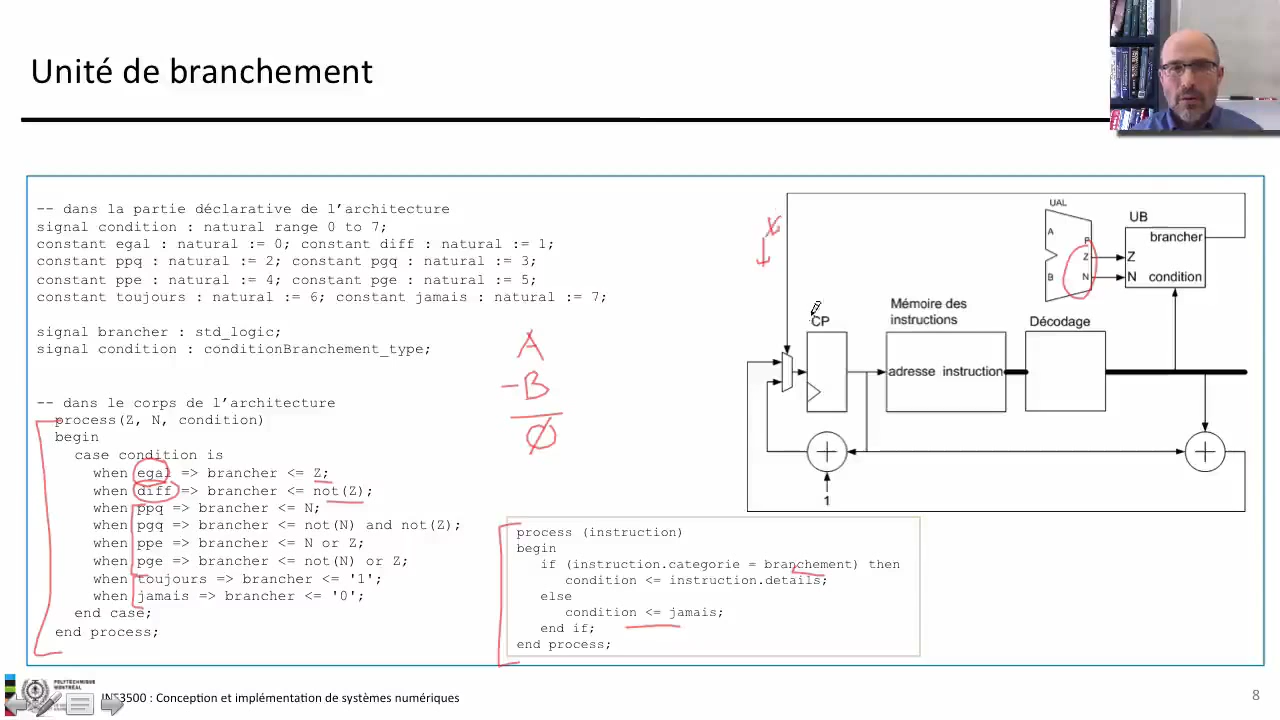 Unité de branchement
-- dans la partie déclarative de l’architecture
signal condition : natural range 0 to 7;
constant egal : natural := 0; constant diff : natural := 1;
constant ppq : natural := 2; constant pgq : natural := 3;
constant ppe : natural := 4; constant pge : natural := 5;
constant toujours : natural := 6; constant jamais : natural := 7;
signal brancher : std_logic;
signal condition : conditionBranchement_type;
-- dans le corps de l’architecture
process(Z, N, condition)
begin
case condition is
when egal => brancher <= Z;
when diff => brancher <= not(Z);
when ppq => brancher <= N;
when pgq => brancher <= not(N) and not(Z);
when ppe => brancher <= N or Z;
when pge => brancher <= not(N) or Z;
when toujours => brancher <= '1';
when jamais => brancher <= '0';
end case;
end process;
A
-B
0
process (instruction)
begin
if (instruction.categorie = branchement) then
condition <= instruction.details;
else
condition <= jamais;
end if;
end process;
UAL
A
B
P
Z
N
UB
brancher
Z
N condition
CP
Mémoire des
instructions
adresse instruction
Décodage
+
1
+
POLYTECHNIQUE
MONTRÉAL
INF3500 : Conception et implémentation de systèmes numériques
8